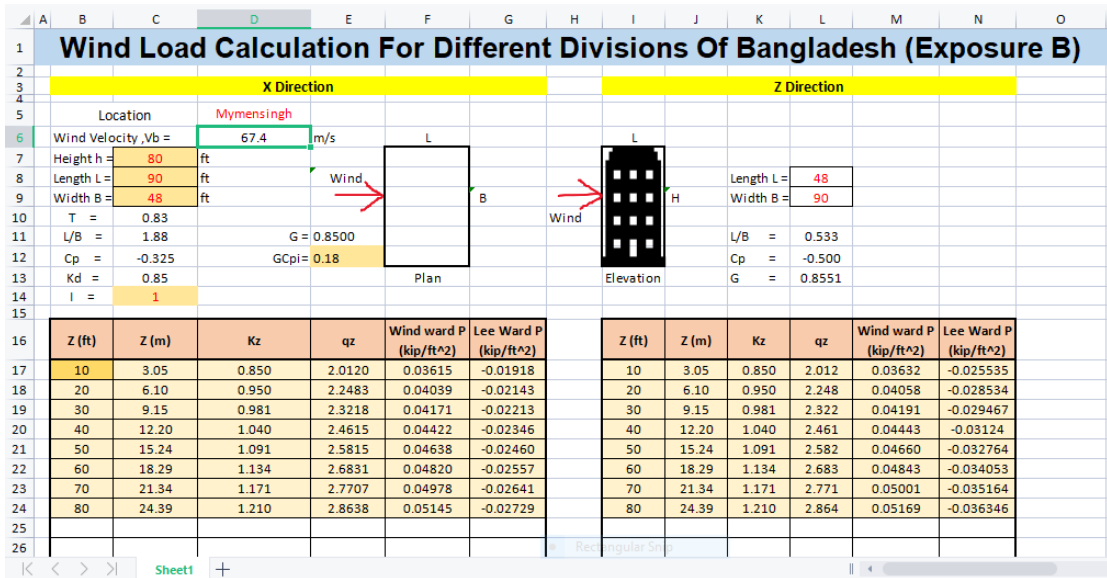 A B C D E F G H I J K L M N O
1 Wind Load Calculation For Different Divisions Of Bangladesh (Exposure B)
2
3 X Direction Z Direction
4
5 Location Mymensingh
6 Wind Velocity ,Vb = 67.4 m/s L L
7 Height h = 80 ft
8 Length L = 90 ft Wind Length L = 48
9 Width B = 48 ft B H Width B = 90
10 T = 0.83 Wind
11 L/B = 1.88 G = 0.8500 L/B = 0.533
12 Cp = -0.325 GCpi= 0.18 Cp = -0.500
13 Kd = 0.85 Plan Elevation G = 0.8551
14 I = 1
15
16 Z (ft) Z (m) Kz qz Wind ward P (kip/ft^2) Lee Ward P (kip/ft^2) Z (ft) Z (m) Kz qz Wind ward P (kip/ft^2) Lee Ward P (kip/ft^2)
17 10 3.05 0.850 2.0120 0.03615 -0.01918 10 3.05 0.850 2.012 0.03632 -0.025535
18 20 6.10 0.950 2.2483 0.04039 -0.02143 20 6.10 0.950 2.248 0.04058 -0.028534
19 30 9.15 0.981 2.3218 0.04171 -0.02213 30 9.15 0.981 2.322 0.04191 -0.029467
20 40 12.20 1.040 2.4615 0.04422 -0.02346 40 12.20 1.040 2.461 0.04443 -0.03124
21 50 15.24 1.091 2.5815 0.04638 -0.02460 50 15.24 1.091 2.582 0.04660 -0.032764
22 60 18.29 1.134 2.6831 0.04820 -0.02557 60 18.29 1.134 2.683 0.04843 -0.034053
23 70 21.34 1.171 2.7707 0.04978 -0.02641 70 21.34 1.171 2.771 0.05001 -0.035164
24 80 24.39 1.210 2.8638 0.05145 -0.02729 80 24.39 1.210 2.864 0.05169 -0.036346
25
26 Rectangular Snip
Sheet1